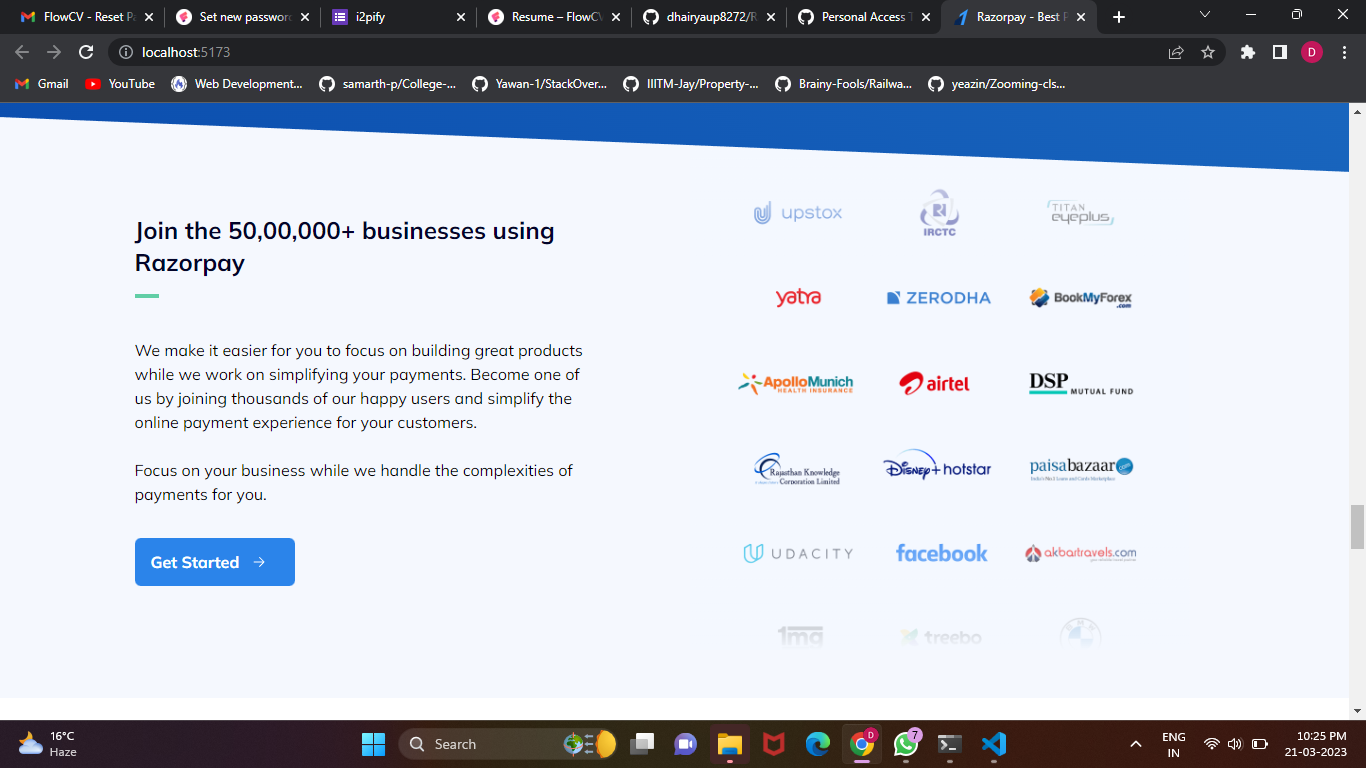 FlowCV - Reset Pa
Set new password
i2pify
Resume – FlowCV
dhairyaup8272/R
Personal Access T
Razorpay - Best P
localhost:5173
D
Gmail
YouTube
Web Development...
samarth-p/College-...
Yawan-1/StackOver...
IIITM-Jay/Property-...
Brainy-Fools/Railwa...
yeazin/Zooming-cls...
Join the 50,00,000+ businesses using
Razorpay
We make it easier for you to focus on building great products
while we work on simplifying your payments. Become one of
us by joining thousands of our happy users and simplify the
online payment experience for your customers.
Focus on your business while we handle the complexities of
payments for you.
Get Started
upstox
IRCTC
TITAN
eyeplus
yatra
ZERODHA
BookMyForex
.com
ApolloMunich
HEALTH INSURANCE
airtel
DSP
MUTUAL FUND
Rajasthan Knowledge
Corporation Limited
Disney+ hotstar
paisabazaar.com
UDACITY
facebook
akbartravels.com
1mg
treebo
BMW
16°C
Haze
Search
D
7
ENG
IN
10:25 PM
21-03-2023